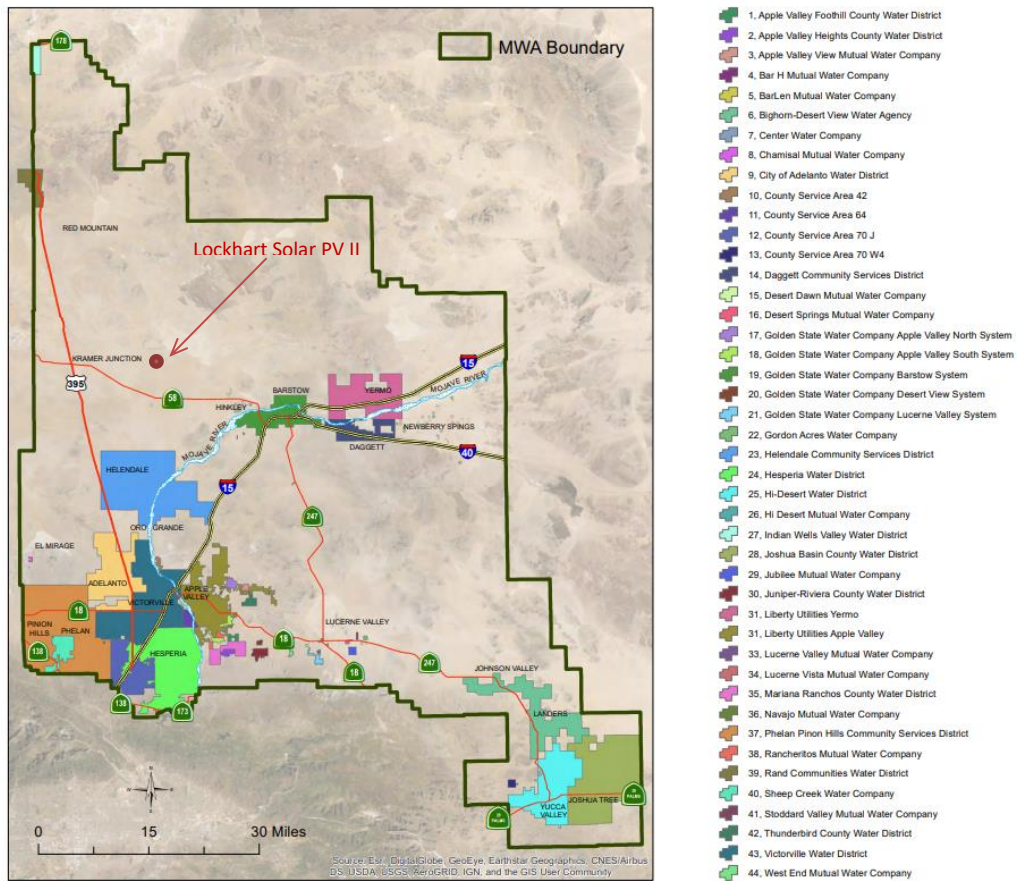 178
MWA Boundary
RED MOUNTAIN
Lockhart Solar PV II
KRAMER JUNCTION
395
58
15
BARSTOW
YERMO
MOJAVE RIVER
HINKLEY
NEWBERRY SPINGS
DAGGETT
MOJAVE RIVER
40
HELENDALE
15
247
ORO GRANDE
EL MIRAGE
ADELANTO
APPLE
VALLEY
VICTORVILLE
18
PINION
HILLS
PHELAN
LUCERNE VALLEY
138
HESPERIA
18
247
18
JOHNSON VALLEY
138
173
LANDERS
JOSHUA TREE
YUCCA
VALLEY
29
PALMS
29
PALMS
N
W E
S
0 15 30 Miles
Source: Esri, DigitalGlobe, GeoEye, Earthstar Geographics, CNES/Airbus
DS, USDA, USGS, AeroGRID, IGN, and the GIS User Community
1, Apple Valley Foothill County Water District
2, Apple Valley Heights County Water District
3, Apple Valley View Mutual Water Company
4, Bar H Mutual Water Company
5, BarLen Mutual Water Company
6, Bighorn-Desert View Water Agency
7, Center Water Company
8, Chamisal Mutual Water Company
9, City of Adelanto Water District
10, County Service Area 42
11, County Service Area 64
12, County Service Area 70 J
13, County Service Area 70 W4
14, Daggett Community Services District
15, Desert Dawn Mutual Water Company
16, Desert Springs Mutual Water Company
17, Golden State Water Company Apple Valley North System
18, Golden State Water Company Apple Valley South System
19, Golden State Water Company Barstow System
20, Golden State Water Company Desert View System
21, Golden State Water Company Lucerne Valley System
22, Gordon Acres Water Company
23, Helendale Community Services District
24, Hesperia Water District
25, Hi-Desert Water District
26, Hi Desert Mutual Water Company
27, Indian Wells Valley Water District
28, Joshua Basin County Water District
29, Jubilee Mutual Water Company
30, Juniper-Riviera County Water District
31, Liberty Utilities Yermo
31, Liberty Utilities Apple Valley
33, Lucerne Valley Mutual Water Company
34, Lucerne Vista Mutual Water Company
35, Mariana Ranchos County Water District
36, Navajo Mutual Water Company
37, Phelan Pinon Hills Community Services District
38, Rancheritos Mutual Water Company
39, Rand Communities Water District
40, Sheep Creek Water Company
41, Stoddard Valley Mutual Water Company
42, Thunderbird County Water District
43, Victorville Water District
44, West End Mutual Water Company